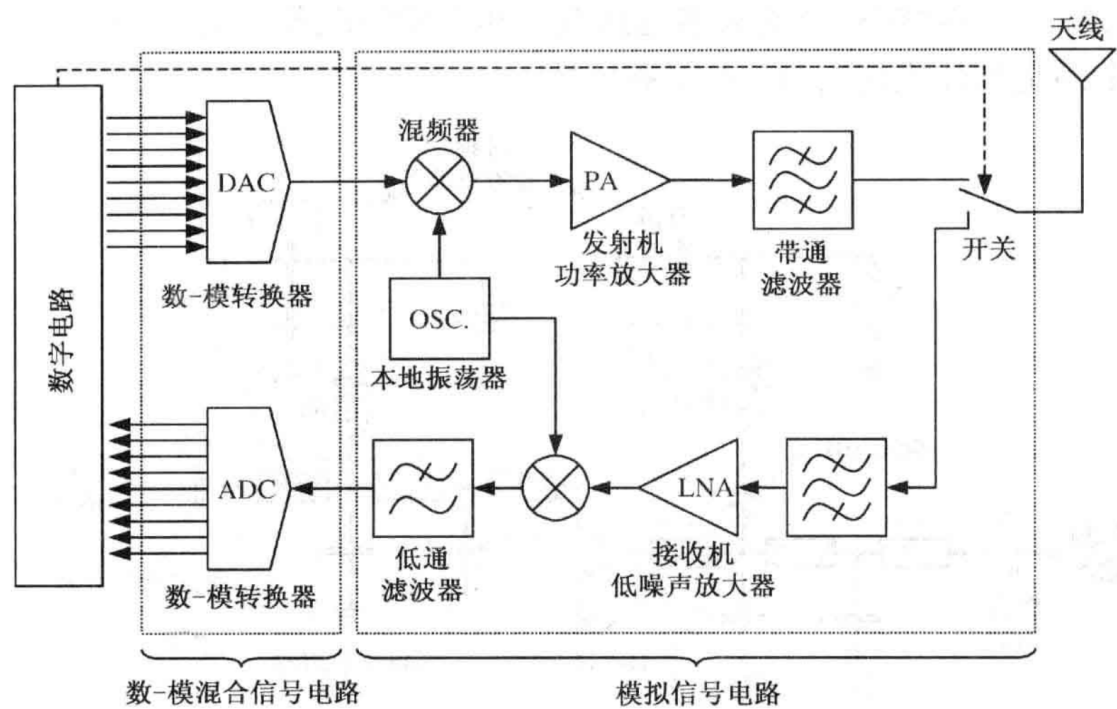 天线
混频器
DAC
PA
发射机
功率放大器
带通
滤波器
开关
数-模转换器
OSC.
本地振荡器
数字电路
ADC
LNA
低通
滤波器
接收机
低噪声放大器
数-模转换器
数-模混合信号电路
模拟信号电路